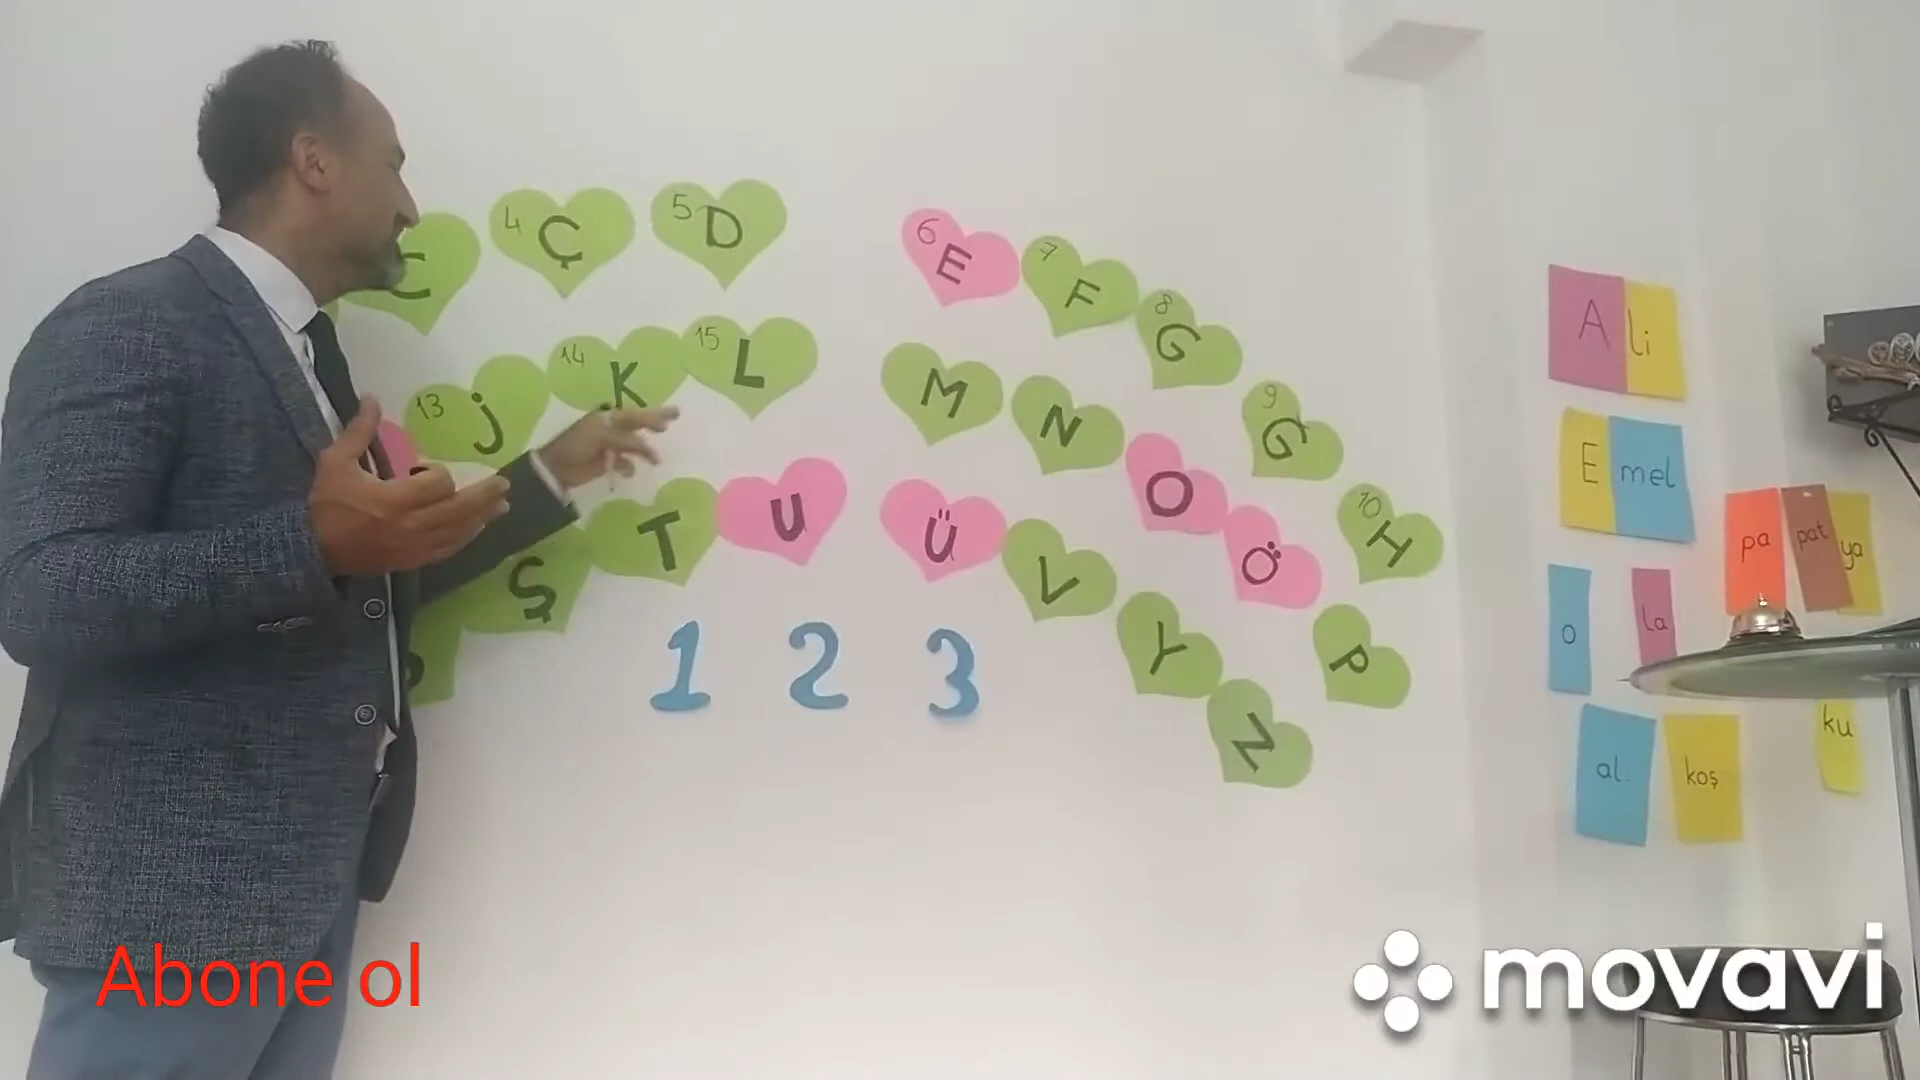 C 4 Ç 5 D 6 E 7 F 8 G 9 Ğ 10 H
13 j 14 K 15 L M N O Ö P
Ş T U Ü V Y Z
1 2 3
A li
E mel
pa pat ya
o la
ku
al. koş
Abone ol
movavi